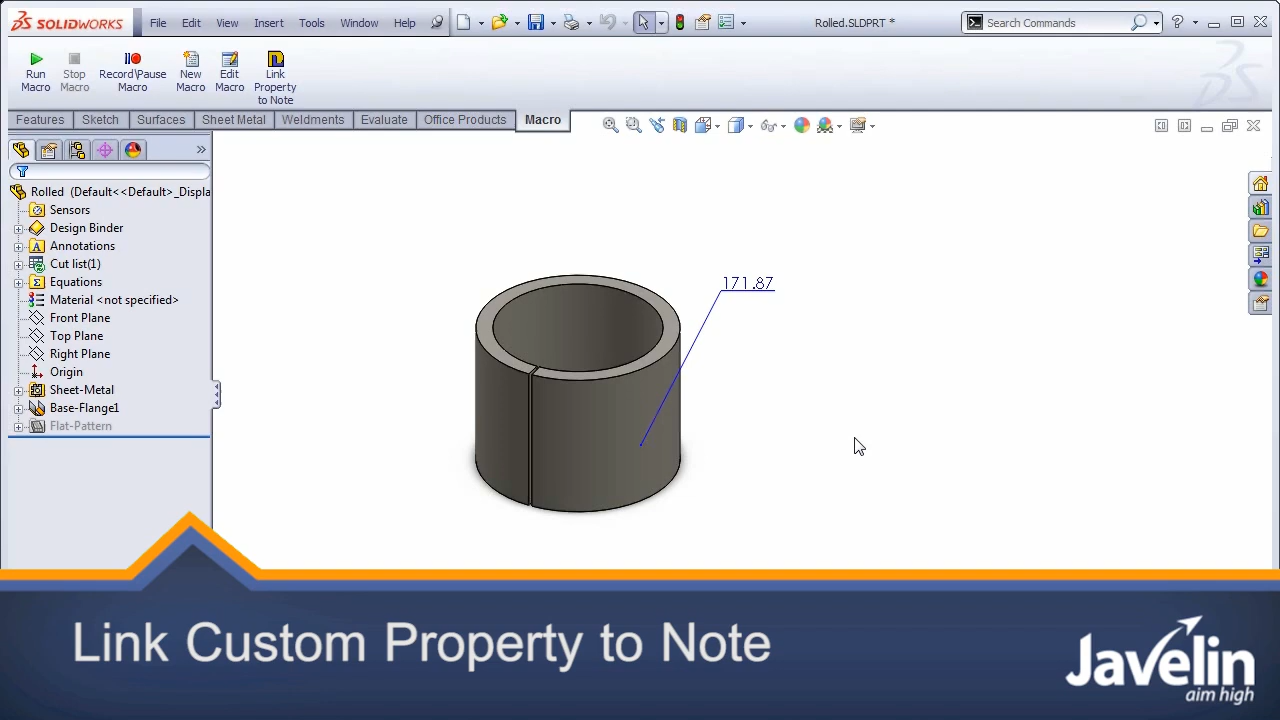 SOLIDWORKS
File Edit View Insert Tools Window Help
Rolled.SLDPRT *
Search Commands
Run Macro
Stop Macro
Record\Pause Macro
New Macro
Edit Macro
Link Property to Note
Features Sketch Surfaces Sheet Metal Weldments Evaluate Office Products Macro
Rolled (Default<<Default>_Displa
Sensors
Design Binder
Annotations
Cut list(1)
Equations
Material <not specified>
Front Plane
Top Plane
Right Plane
Origin
Sheet-Metal
Base-Flange1
Flat-Pattern
171.87
Link Custom Property to Note
Javelin
aim high